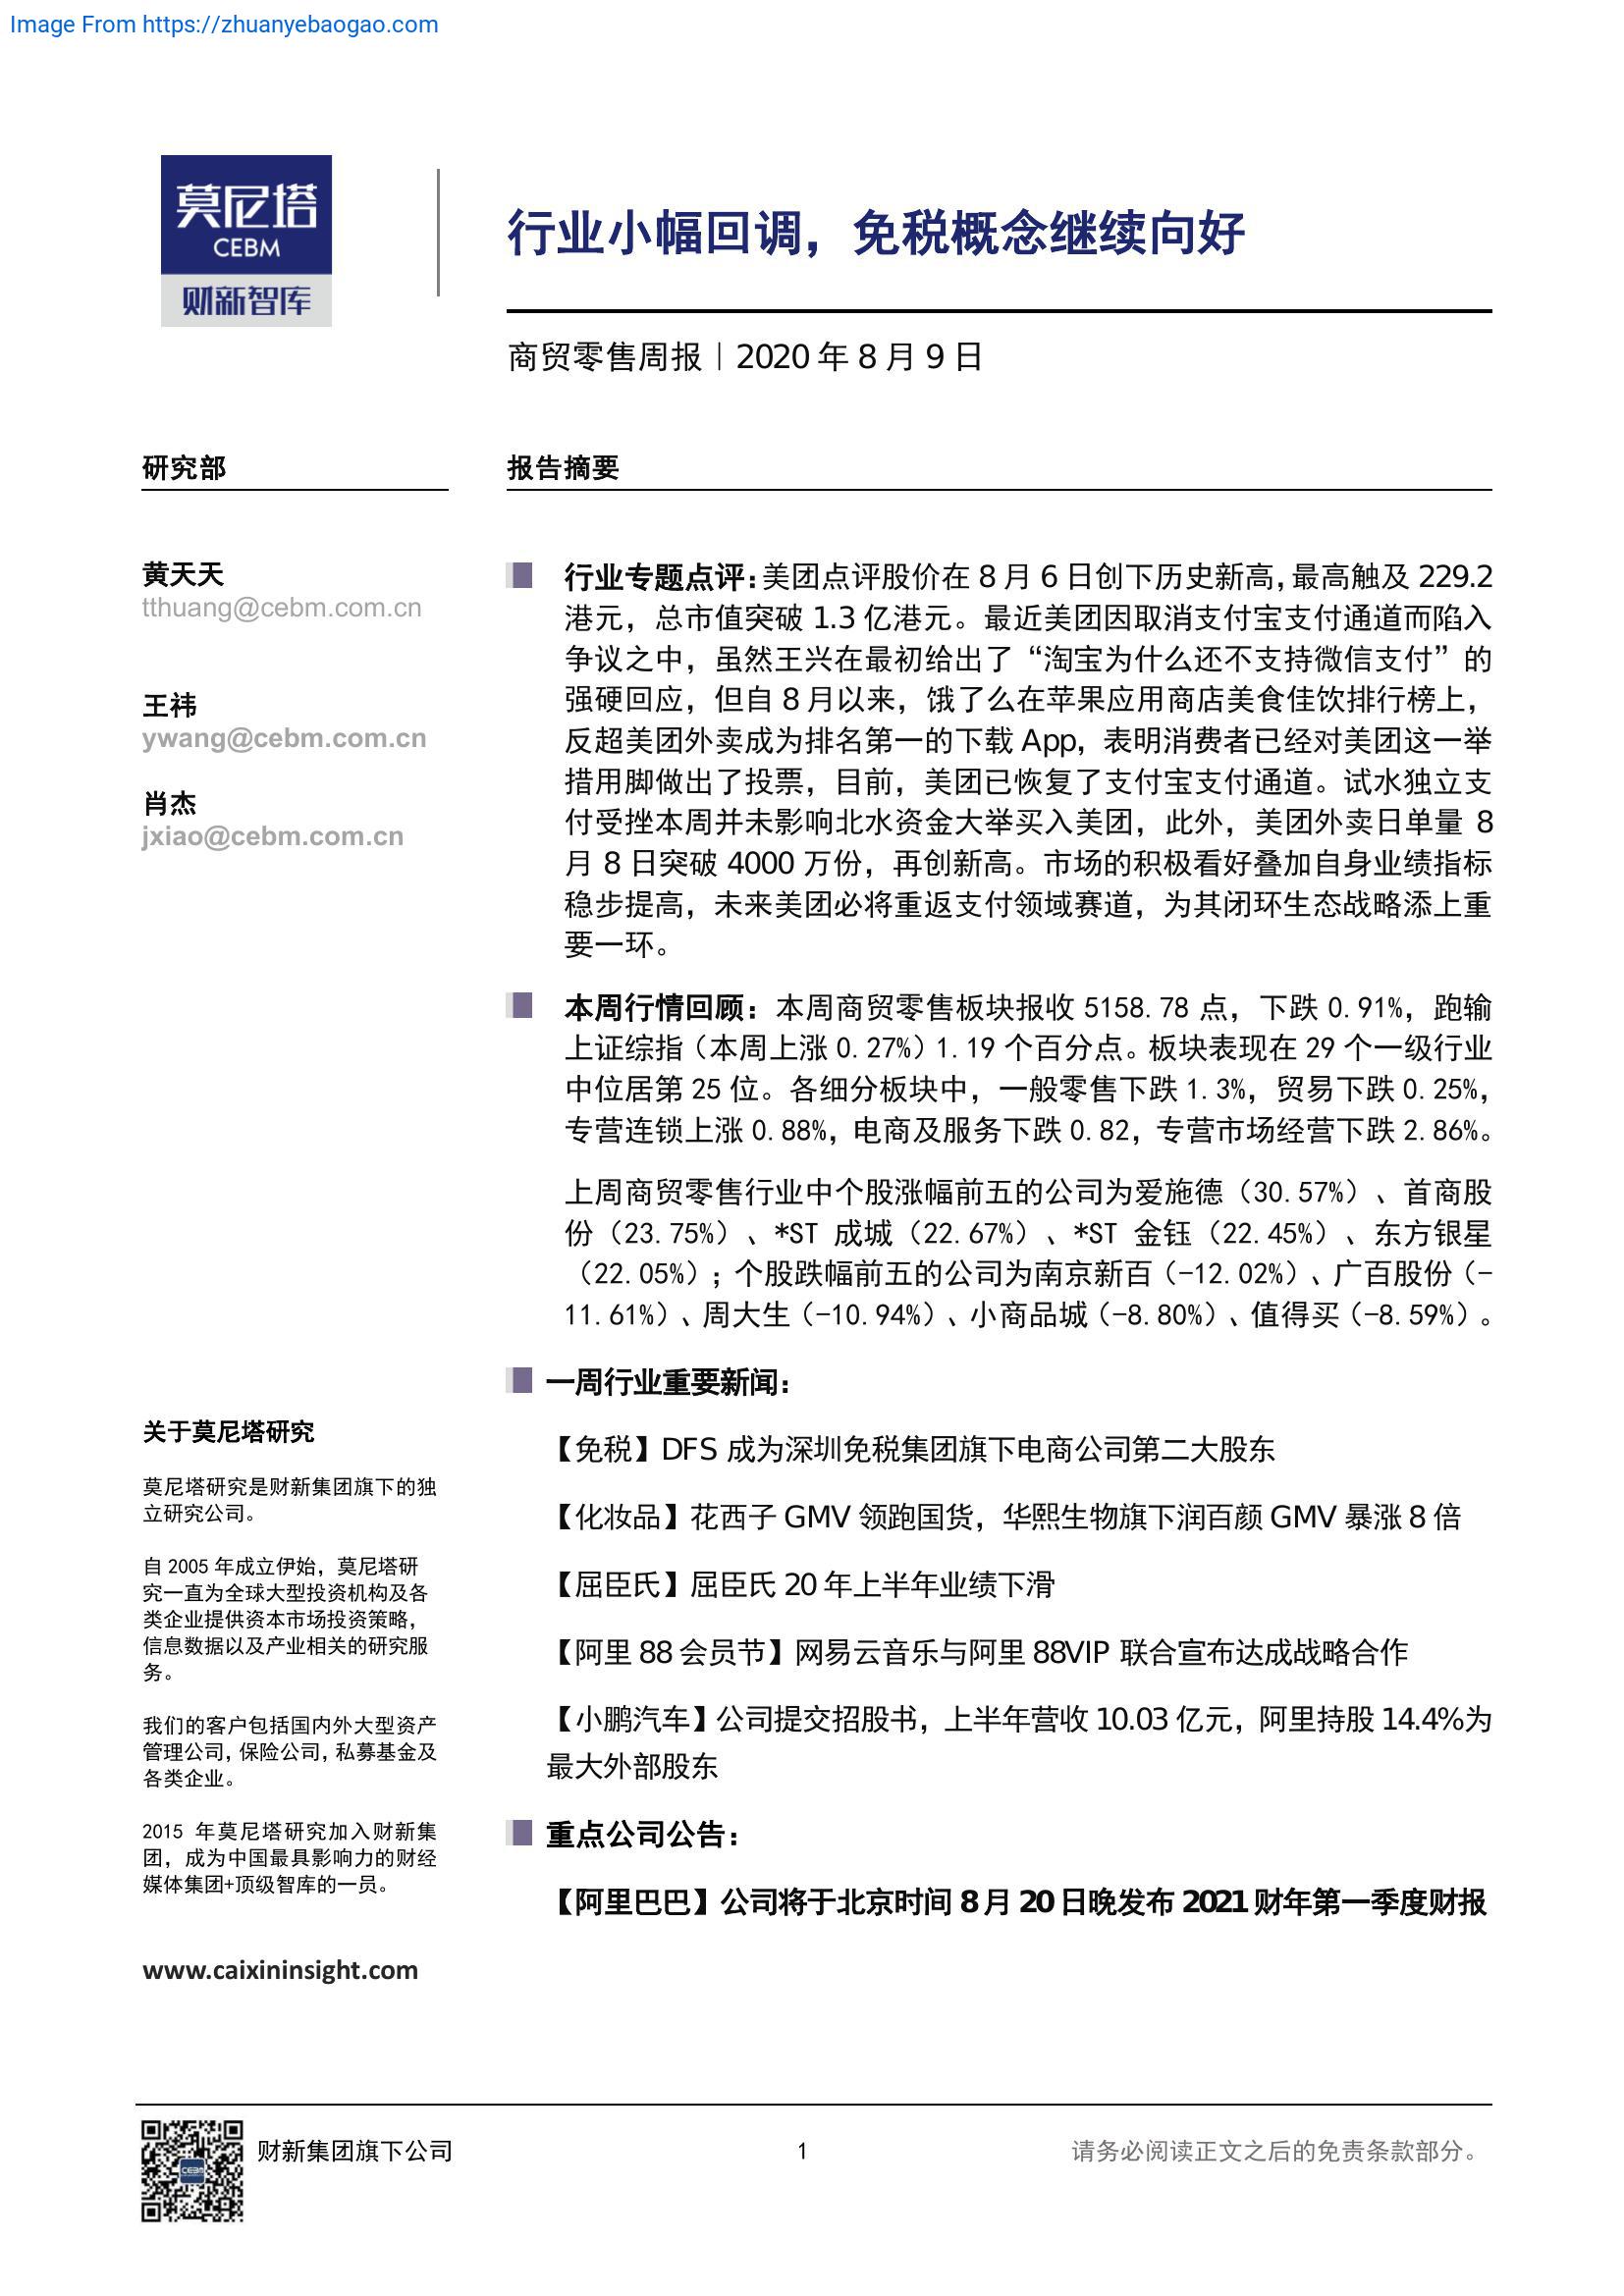 Image From https://zhuanyebaogao.com
莫尼塔
CEBM
财新智库
行业小幅回调，免税概念继续向好
商贸零售周报｜2020 年 8 月 9 日
研究部
黄天天
tthuang@cebm.com.cn
王祎
ywang@cebm.com.cn
肖杰
jxiao@cebm.com.cn
关于莫尼塔研究
莫尼塔研究是财新集团旗下的独
立研究公司。
自 2005 年成立伊始，莫尼塔研
究一直为全球大型投资机构及各
类企业提供资本市场投资策略，
信息数据以及产业相关的研究服
务。
我们的客户包括国内外大型资产
管理公司，保险公司，私募基金及
各类企业。
2015 年莫尼塔研究加入财新集
团，成为中国最具影响力的财经
媒体集团+顶级智库的一员。
www.caixininsight.com
报告摘要
行业专题点评：美团点评股价在 8 月 6 日创下历史新高，最高触及 229.2
港元，总市值突破 1.3 亿港元。最近美团因取消支付宝支付通道而陷入
争议之中，虽然王兴在最初给出了“淘宝为什么还不支持微信支付”的
强硬回应，但自 8 月以来，饿了么在苹果应用商店美食佳饮排行榜上，
反超美团外卖成为排名第一的下载 App，表明消费者已经对美团这一举
措用脚做出了投票，目前，美团已恢复了支付宝支付通道。试水独立支
付受挫本周并未影响北水资金大举买入美团，此外，美团外卖日单量 8
月 8 日突破 4000 万份，再创新高。市场的积极看好叠加自身业绩指标
稳步提高，未来美团必将重返支付领域赛道，为其闭环生态战略添上重
要一环。
本周行情回顾：本周商贸零售板块报收 5158.78 点，下跌 0.91%，跑输
上证综指（本周上涨 0.27%）1.19 个百分点。板块表现在 29 个一级行业
中位居第 25 位。各细分板块中，一般零售下跌 1.3%，贸易下跌 0.25%，
专营连锁上涨 0.88%，电商及服务下跌 0.82，专营市场经营下跌 2.86%。
上周商贸零售行业中个股涨幅前五的公司为爱施德（30.57%）、首商股
份（23.75%）、*ST 成城（22.67%）、*ST 金钰（22.45%）、东方银星
（22.05%）；个股跌幅前五的公司为南京新百（-12.02%）、广百股份（-
11.61%）、周大生（-10.94%）、小商品城（-8.80%）、值得买（-8.59%）。
一周行业重要新闻：
【免税】DFS 成为深圳免税集团旗下电商公司第二大股东
【化妆品】花西子 GMV 领跑国货，华熙生物旗下润百颜 GMV 暴涨 8 倍
【屈臣氏】屈臣氏 20 年上半年业绩下滑
【阿里 88 会员节】网易云音乐与阿里 88VIP 联合宣布达成战略合作
【小鹏汽车】公司提交招股书，上半年营收 10.03 亿元，阿里持股 14.4%为
最大外部股东
重点公司公告：
【阿里巴巴】公司将于北京时间 8 月 20 日晚发布 2021 财年第一季度财报
CEBM
财新集团旗下公司
1
请务必阅读正文之后的免责条款部分。